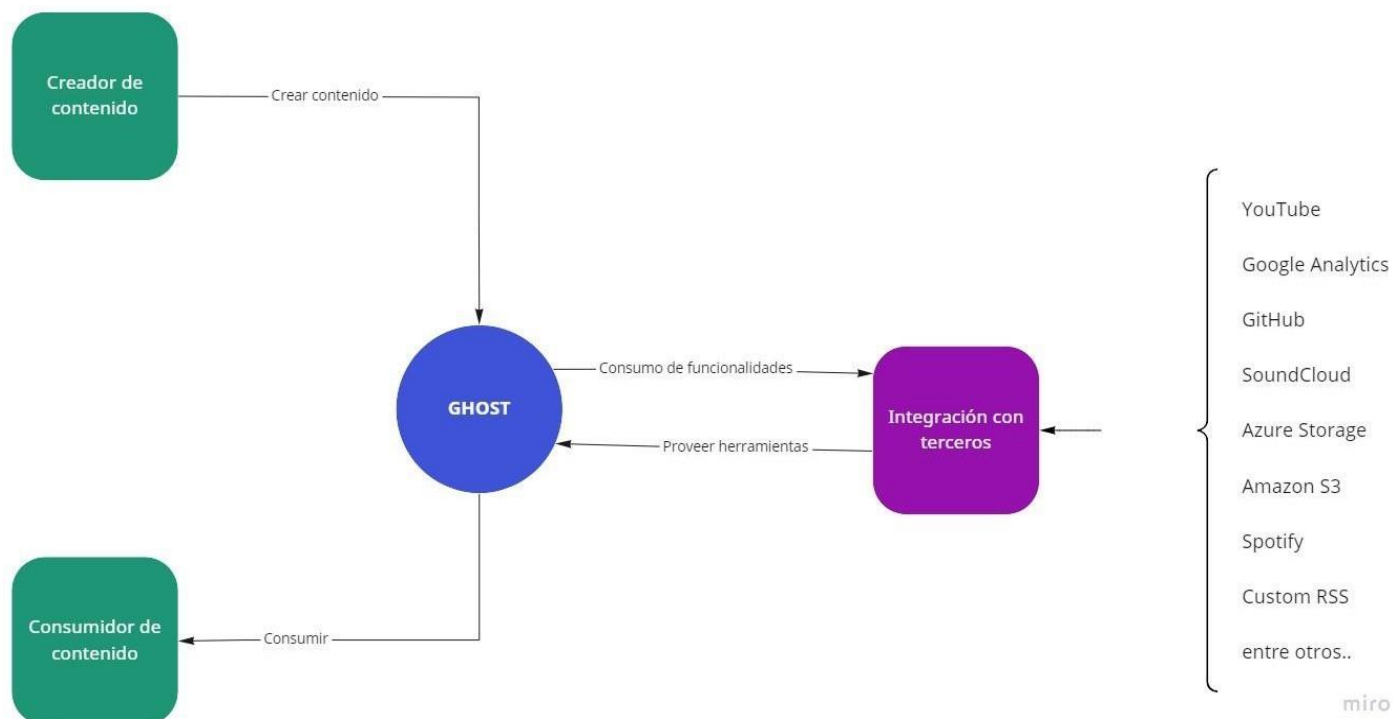 Creador de
contenido
Crear contenido
YouTube
Google Analytics
GitHub
SoundCloud
Azure Storage
Amazon S3
Spotify
Custom RSS
entre otros..
Consumo de funcionalidades
GHOST
Integración con
terceros
Proveer herramientas
Consumidor de
contenido
Consumir
miro